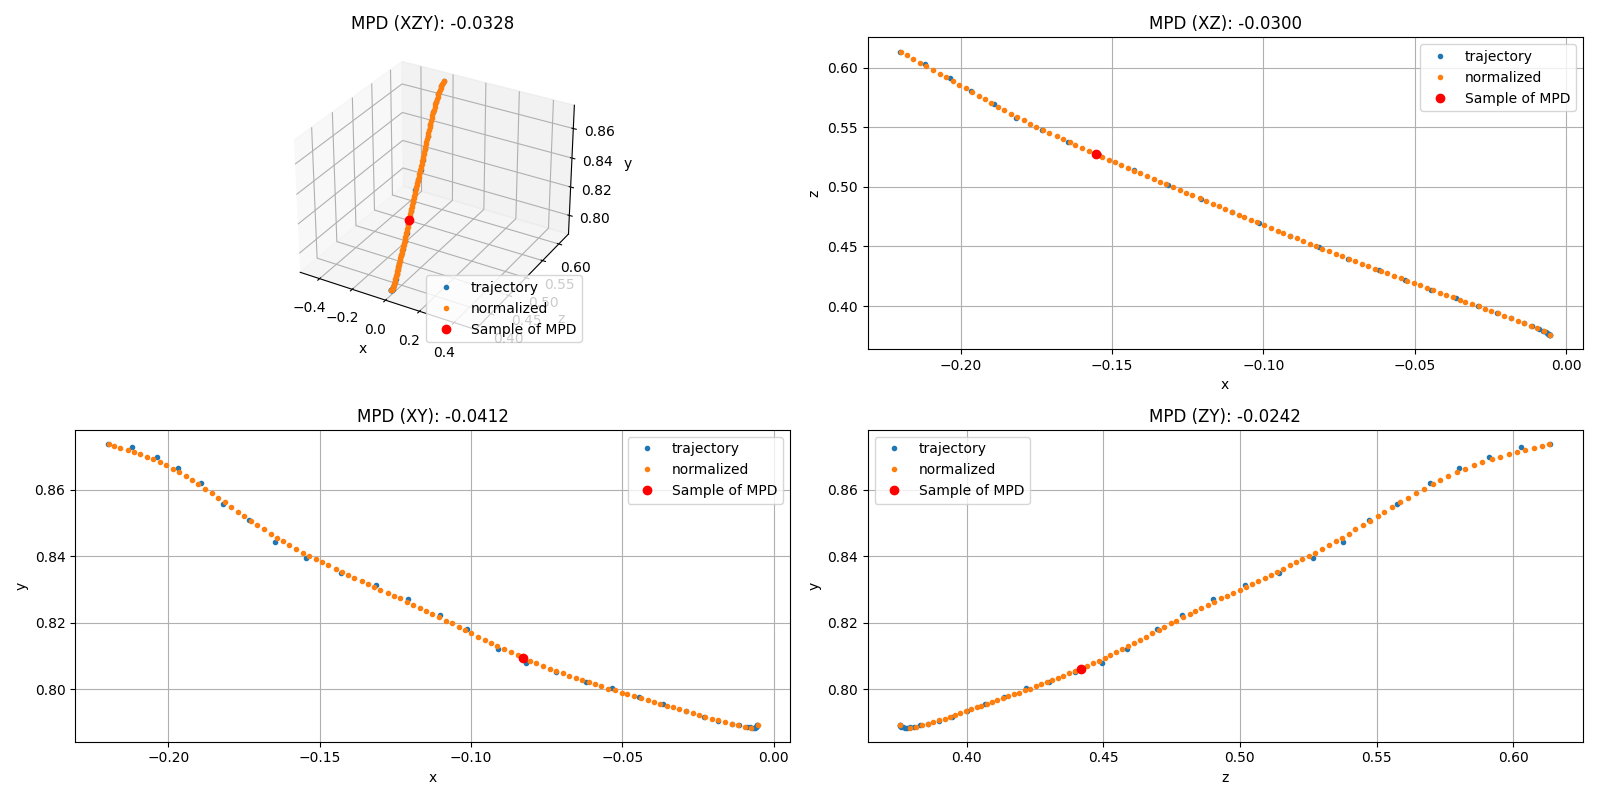 MPD (XZY): -0.0328
0.86
0.84
0.82
0.80
y
0.60
0.55
0.50
0.45
0.40
z
−0.4
−0.2
0.0
0.2
0.4
x
trajectory
normalized
Sample of MPD
MPD (XZ): -0.0300
trajectory
normalized
Sample of MPD
0.60
0.55
0.50
0.45
0.40
z
−0.20
−0.15
−0.10
−0.05
0.00
x
MPD (XY): -0.0412
trajectory
normalized
Sample of MPD
0.86
0.84
0.82
0.80
y
−0.20
−0.15
−0.10
−0.05
0.00
x
MPD (ZY): -0.0242
trajectory
normalized
Sample of MPD
0.86
0.84
0.82
0.80
y
0.40
0.45
0.50
0.55
0.60
z